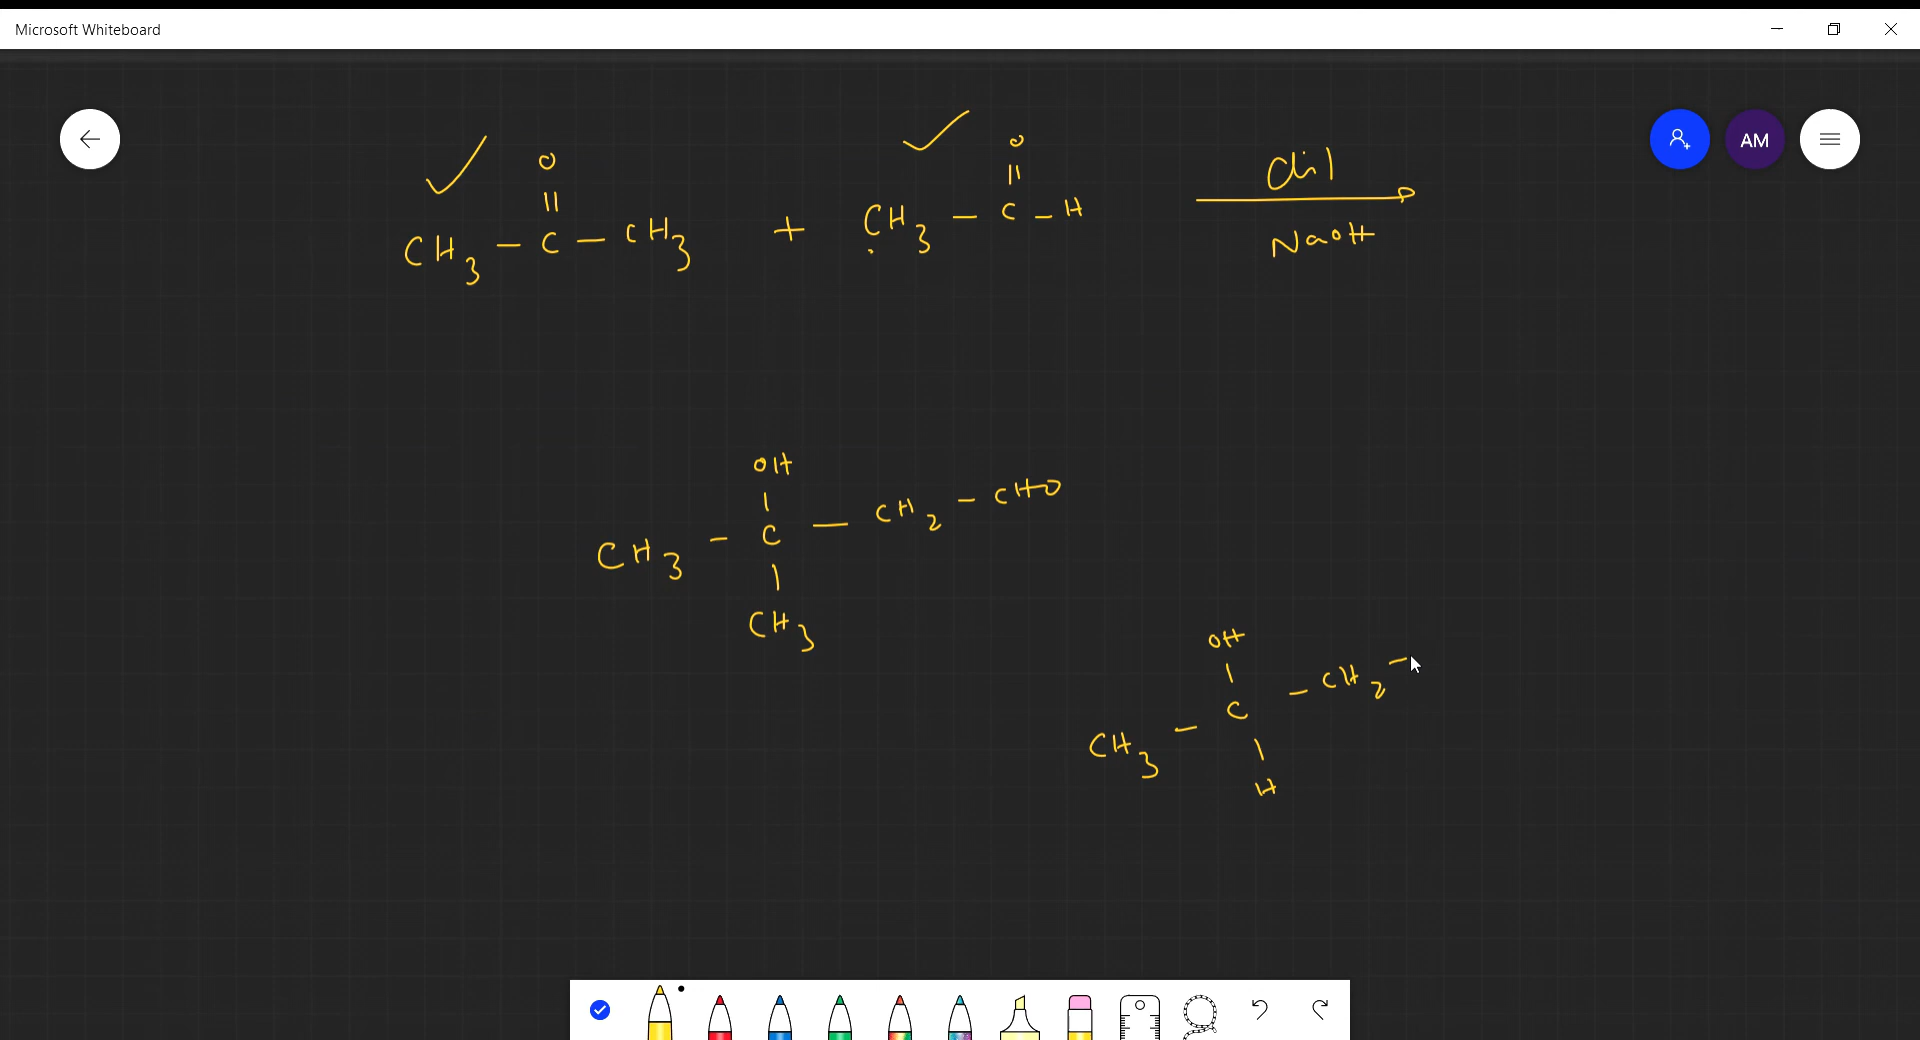 Microsoft Whiteboard
AM
O
||
CH3 - C - CH3 + CH3 - C - H
O
||
dil
NaOH
OH
|
CH3 - C - CH2 - CHO
|
CH3
OH
|
CH3 - C - CH2 -
|
H